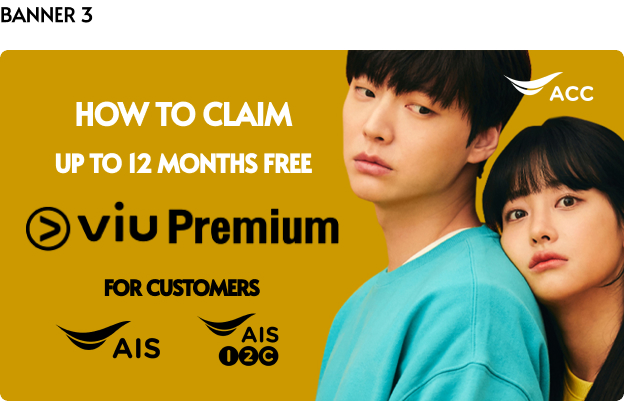 BANNER 3
HOW TO CLAIM
ACC
UP TO 12 MONTHS FREE
viu Premium
FOR CUSTOMERS
AIS
AIS
12C